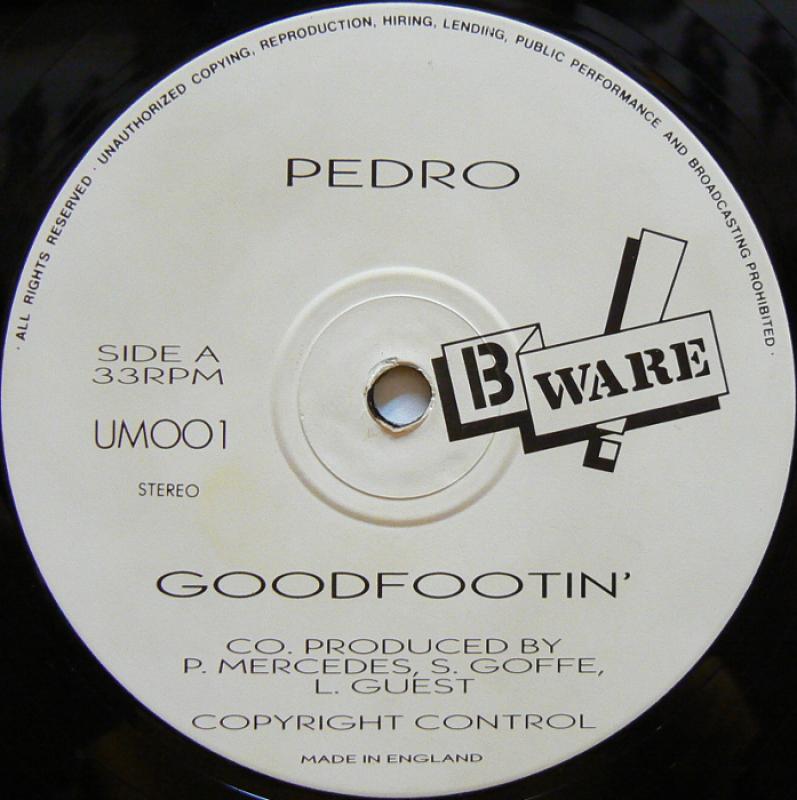 · ALL RIGHTS RESERVED · UNAUTHORIZED COPYING, REPRODUCTION, HIRING, LENDING, PUBLIC PERFORMANCE AND BROADCASTING PROHIBITED ·
PEDRO
B WARE
SIDE A
33RPM
UM001
STEREO
GOODFOOTIN'
CO. PRODUCED BY
P. MERCEDES, S. GOFFE,
L. GUEST
COPYRIGHT CONTROL
MADE IN ENGLAND